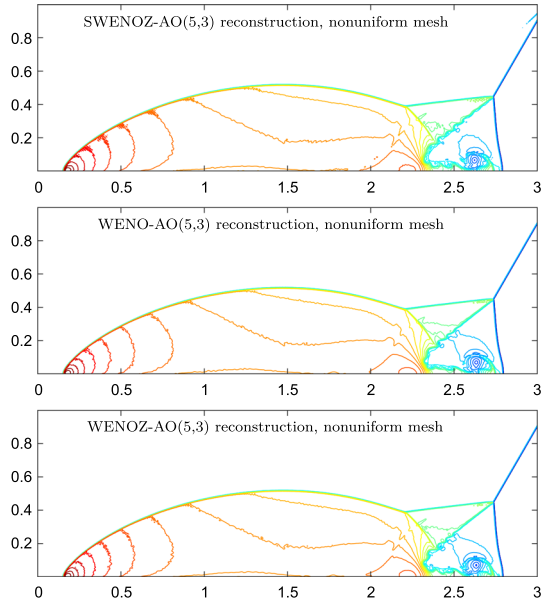 SWENOZ-AO(5,3) reconstruction, nonuniform mesh
0.8
0.6
0.4
0.2
0 0.5 1 1.5 2 2.5 3
WENO-AO(5,3) reconstruction, nonuniform mesh
0.8
0.6
0.4
0.2
0 0.5 1 1.5 2 2.5 3
WENOZ-AO(5,3) reconstruction, nonuniform mesh
0.8
0.6
0.4
0.2
0 0.5 1 1.5 2 2.5 3